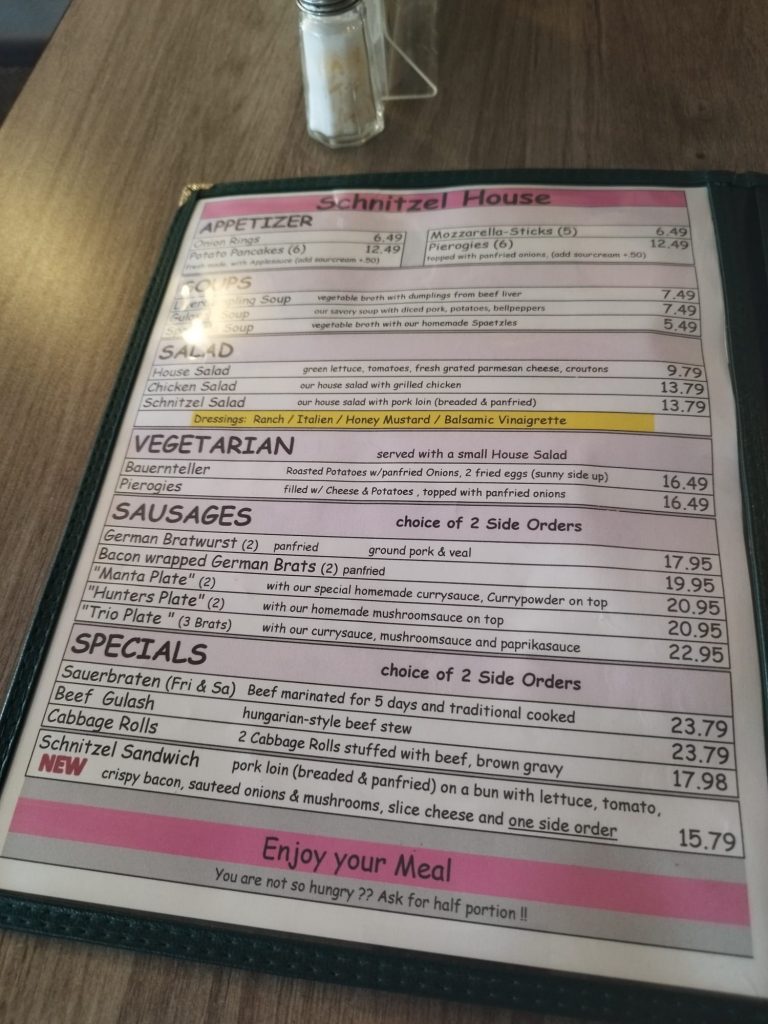 Schnitzel House
APPETIZER
Onion Rings 6.49
Potato Pancakes (6) 12.49
Fresh made, with Applesauce (add sourcream +.50)
Mozzarella-Sticks (5) 6.49
Pierogies (6) 12.49
topped with panfried onions, (add sourcream +.50)
SOUPS
Soup vegetable broth with dumplings from beef liver 7.49
Soup our savory soup with diced pork, potatoes, bellpeppers 7.49
Soup vegetable broth with our homemade Spaetzles 5.49
SALAD
House Salad green lettuce, tomatoes, fresh grated parmesan cheese, croutons 9.79
Chicken Salad our house salad with grilled chicken 13.79
Schnitzel Salad our house salad with pork loin (breaded & panfried) 13.79
Dressings: Ranch / Italien / Honey Mustard / Balsamic Vinaigrette
VEGETARIAN served with a small House Salad
Bauernteller Roasted Potatoes w/panfried Onions, 2 fried eggs (sunny side up) 16.49
Pierogies filled w/ Cheese & Potatoes , topped with panfried onions 16.49
SAUSAGES choice of 2 Side Orders
German Bratwurst (2) panfried ground pork & veal 17.95
Bacon wrapped German Brats (2) panfried 19.95
"Manta Plate" (2) with our special homemade currysauce, Currypowder on top 20.95
"Hunters Plate" (2) with our homemade mushroomsauce on top 20.95
"Trio Plate " (3 Brats) with our currysauce, mushroomsauce and paprikasauce 22.95
SPECIALS choice of 2 Side Orders
Sauerbraten (Fri & Sa) Beef marinated for 5 days and traditional cooked 23.79
Beef Gulash hungarian-style beef stew 23.79
Cabbage Rolls 2 Cabbage Rolls stuffed with beef, brown gravy 17.98
Schnitzel Sandwich pork loin (breaded & panfried) on a bun with lettuce, tomato,
NEW crispy bacon, sauteed onions & mushrooms, slice cheese and one side order 15.79
Enjoy your Meal
You are not so hungry ?? Ask for half portion !!